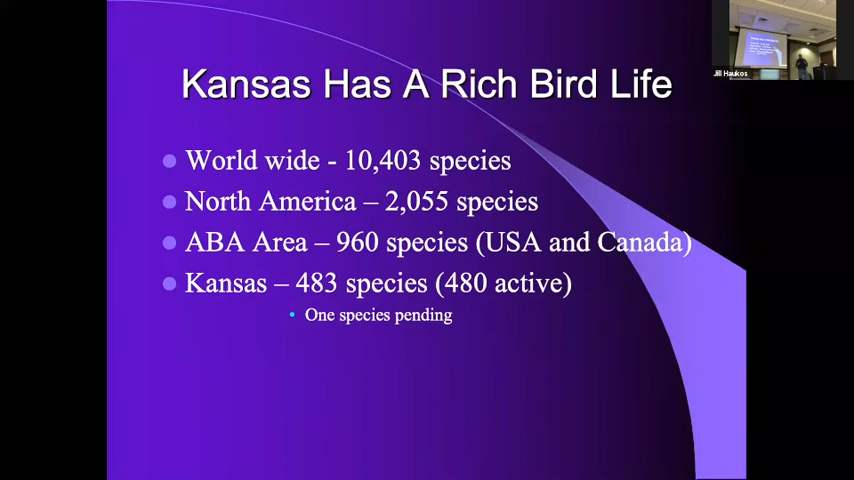 Kansas Has A Rich Bird Life
World wide - 10,403 species
North America – 2,055 species
ABA Area – 960 species (USA and Canada)
Kansas – 483 species (480 active)
One species pending
Jill Haukos